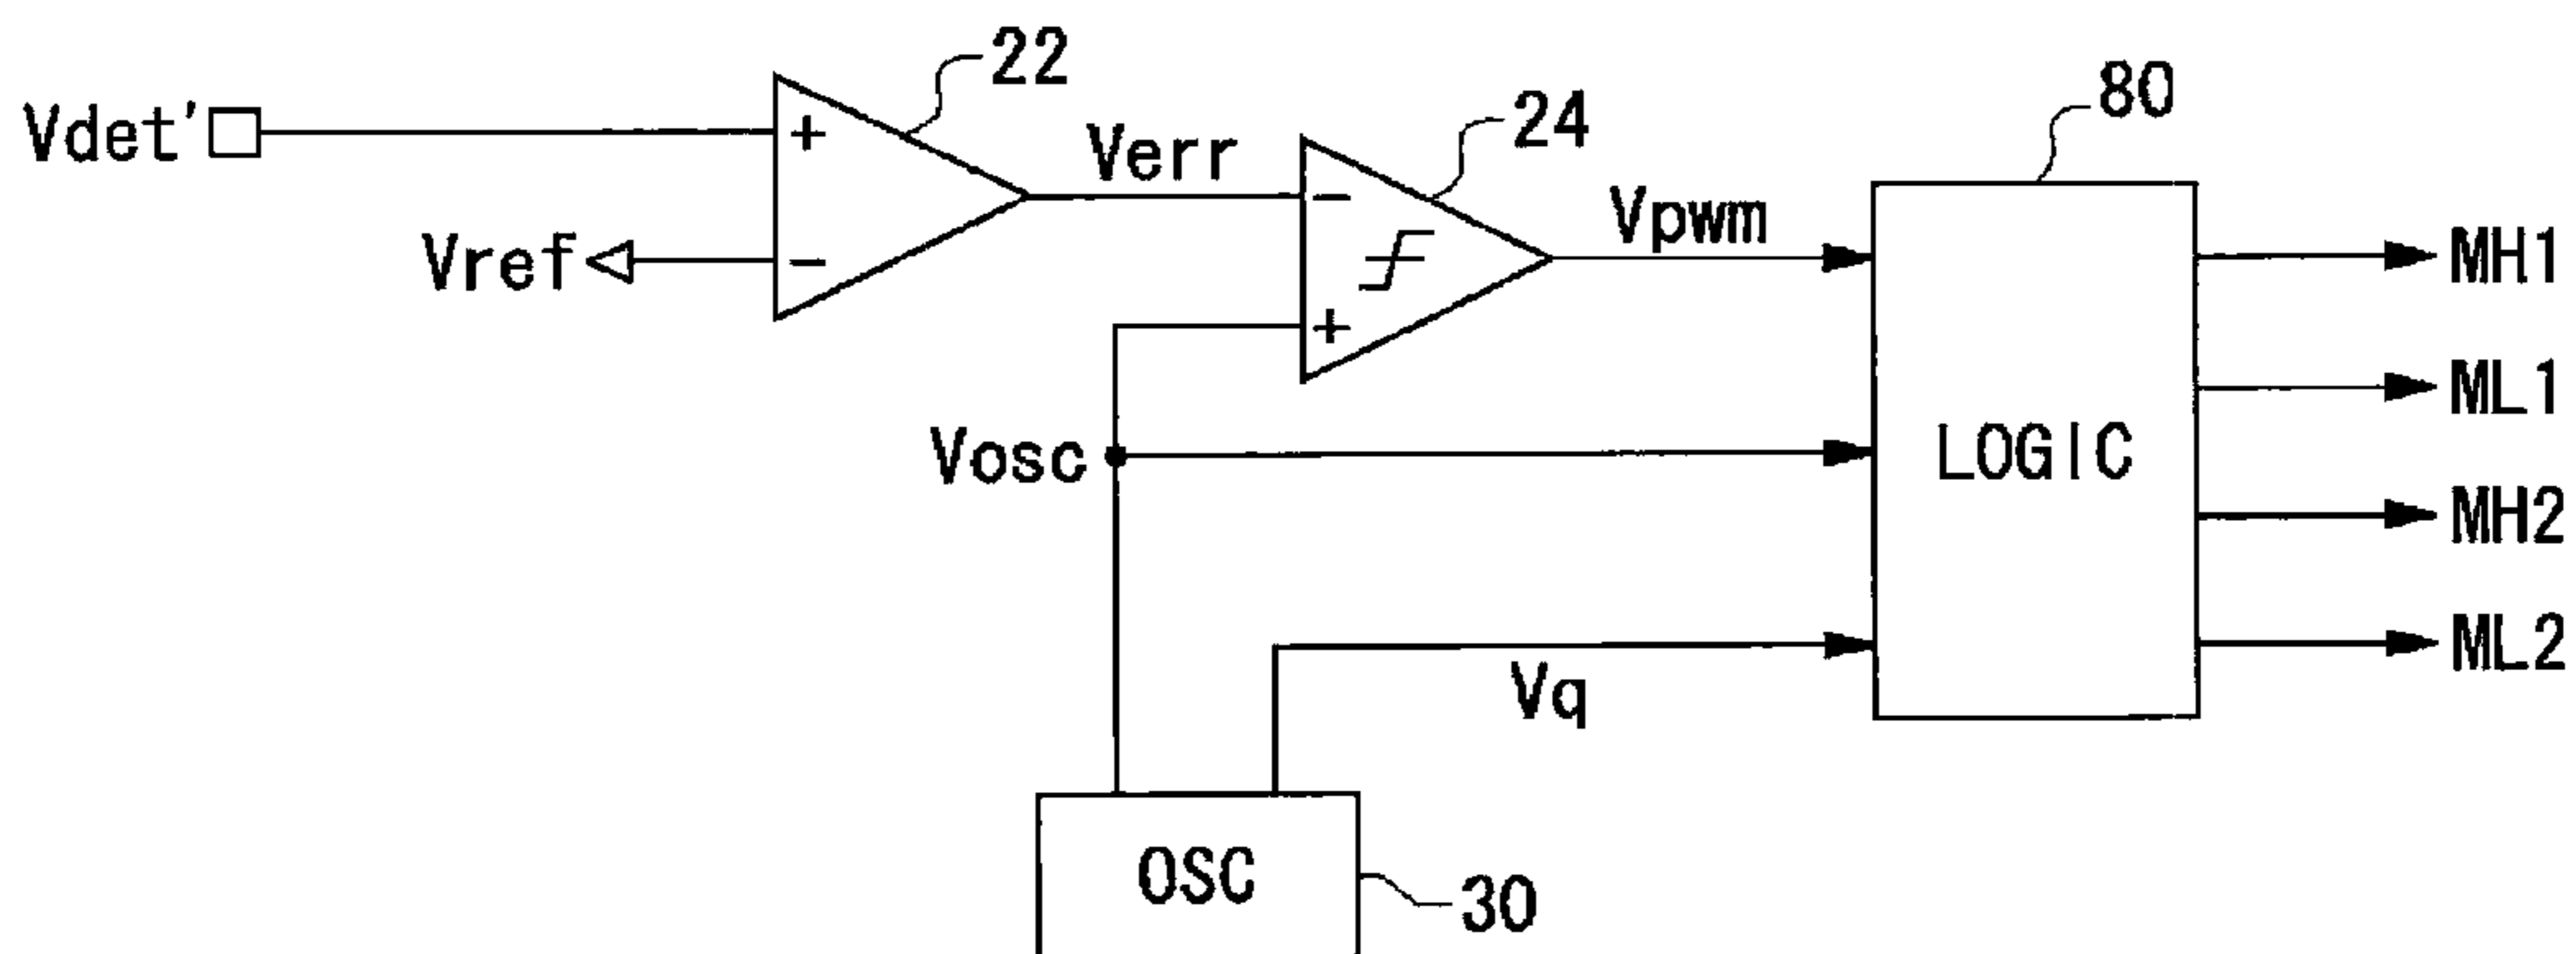 22
Vdet'
+
Vref
−
Verr
24
−
+
Vpwm
80
LOGIC
MH1
ML1
MH2
ML2
Vosc
Vq
OSC
30